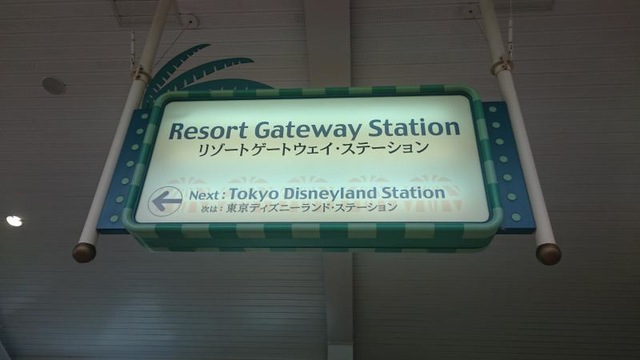 Resort Gateway Station
リゾートゲートウェイ・ステーション
Next : Tokyo Disneyland Station
次は : 東京ディズニーランド・ステーション